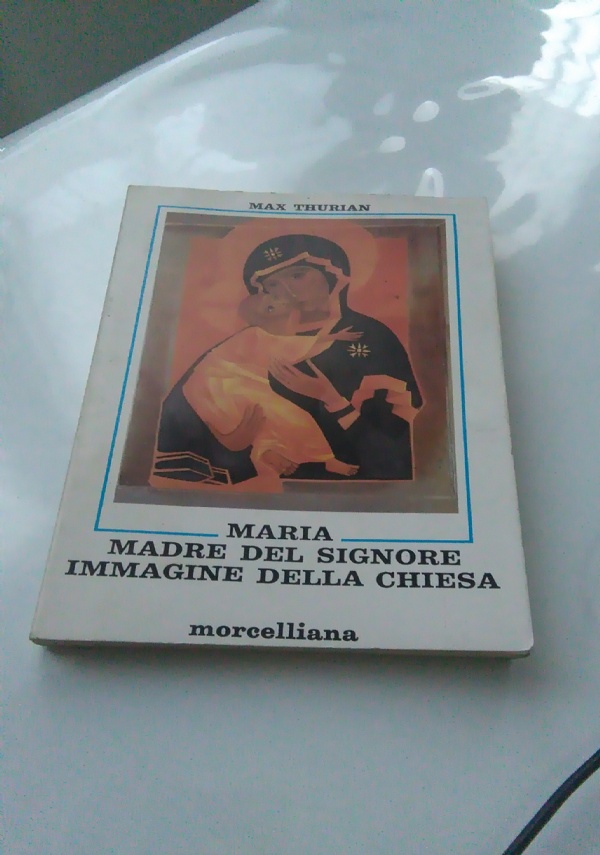 MAX THURIAN
MARIA
MADRE DEL SIGNORE
IMMAGINE DELLA CHIESA
morcelliana